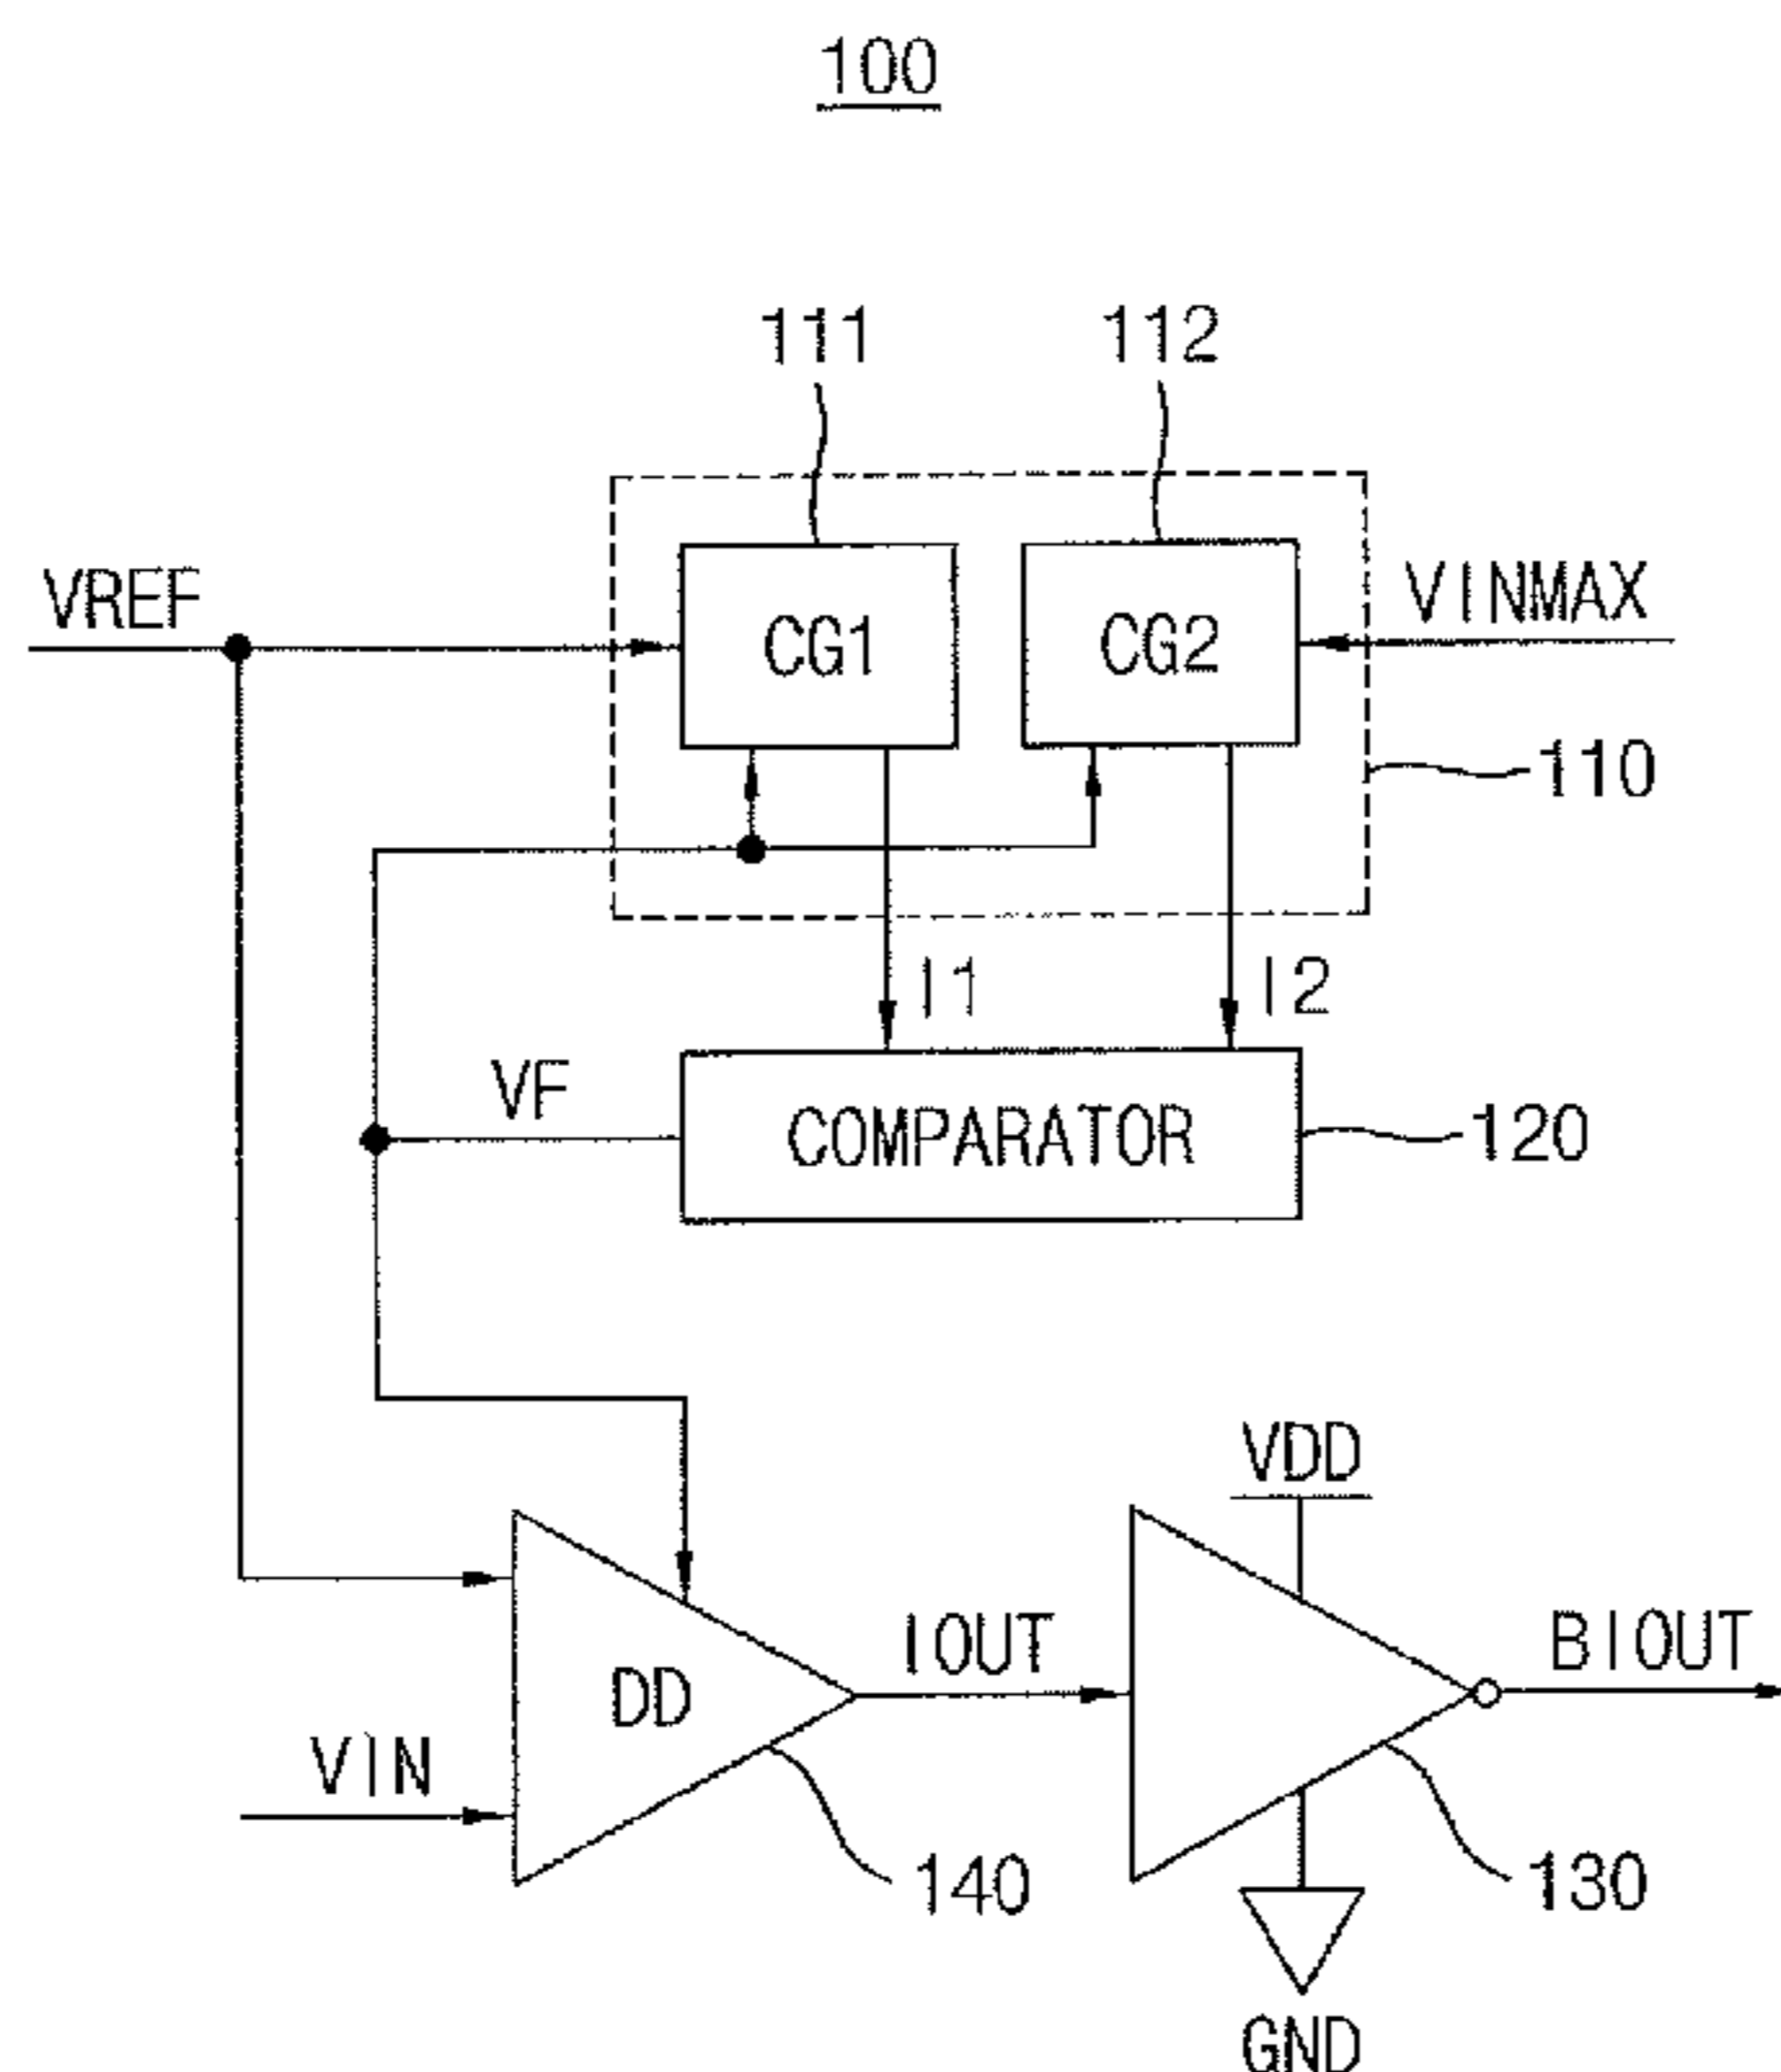 100
111
112
VREF
CG1
CG2
VINMAX
110
I1
I2
VF
COMPARATOR
120
VDD
IOUT
BIOUT
DD
VIN
140
130
GND